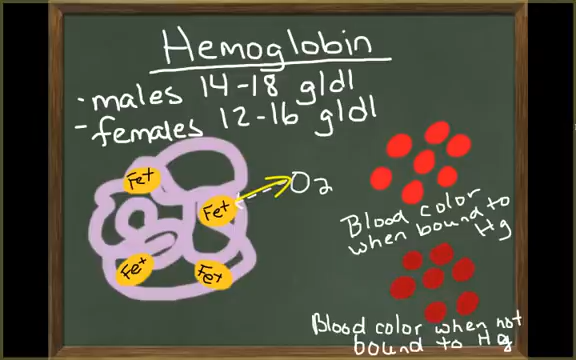 Hemoglobin
- males 14-18 g/dl
- females 12-16 g/dl
Fe+
Fe+
O2
Fe+
Fe+
Blood color
when bound to
Hg
Blood color when not
bound to Hg